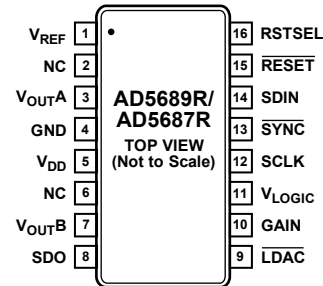 VREF 1
NC 2
VOUTA 3
GND 4
VDD 5
NC 6
VOUTB 7
SDO 8
AD5689R/
AD5687R
TOP VIEW
(Not to Scale)
16 RSTSEL
15 RESET
14 SDIN
13 SYNC
12 SCLK
11 VLOGIC
10 GAIN
9 LDAC